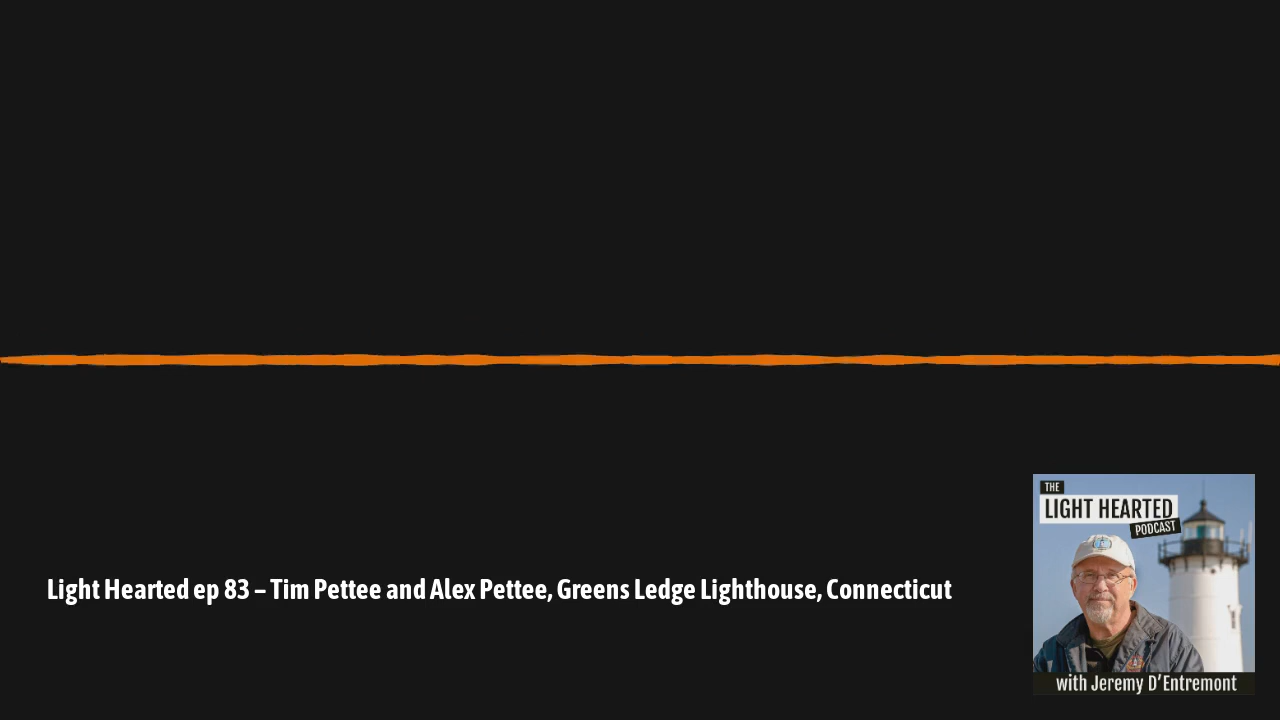 Light Hearted ep 83 – Tim Pettee and Alex Pettee, Greens Ledge Lighthouse, Connecticut
THE
LIGHT HEARTED
PODCAST
with Jeremy D'Entremont